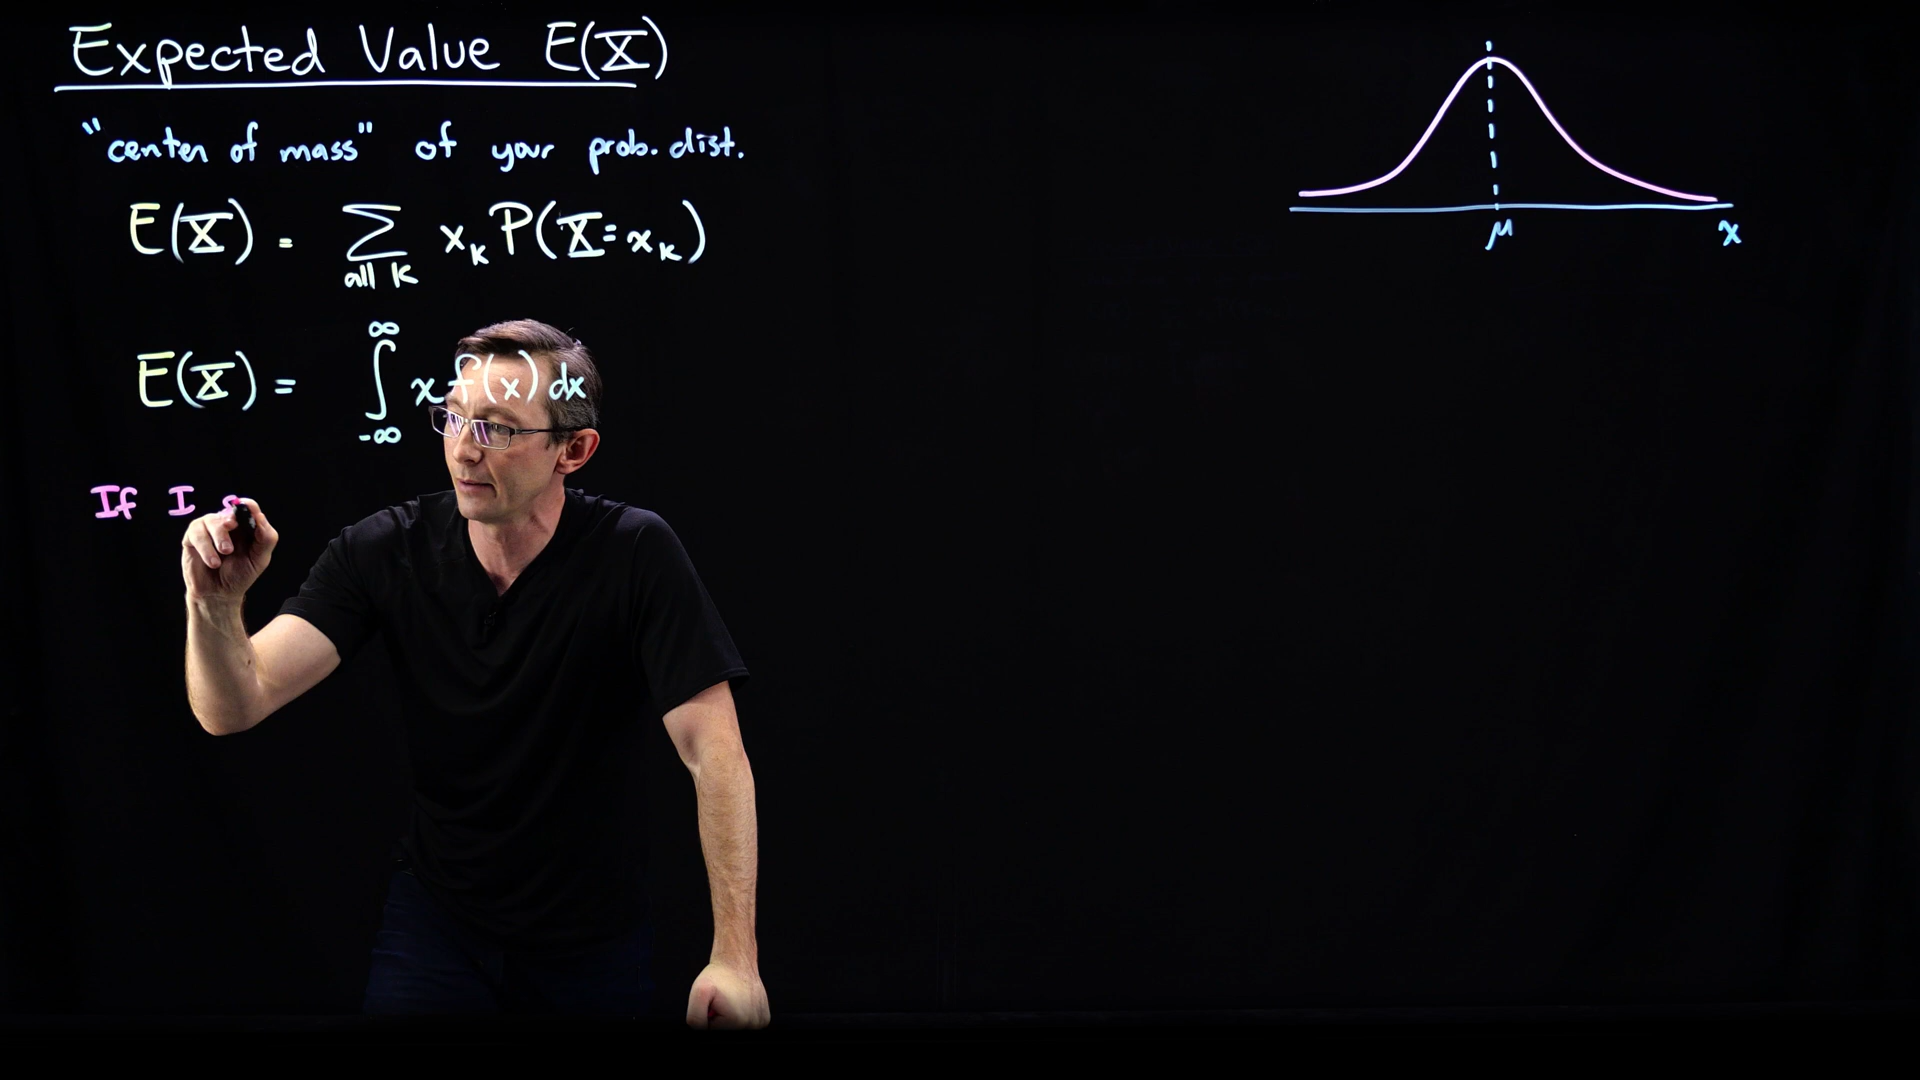 Expected Value E(X)
"center of mass" of your prob. dist.
E(X) = ∑ all k x_k P(X = x_k)
E(X) = ∫_{-∞}^{∞} x f(x) dx
If I
μ
x